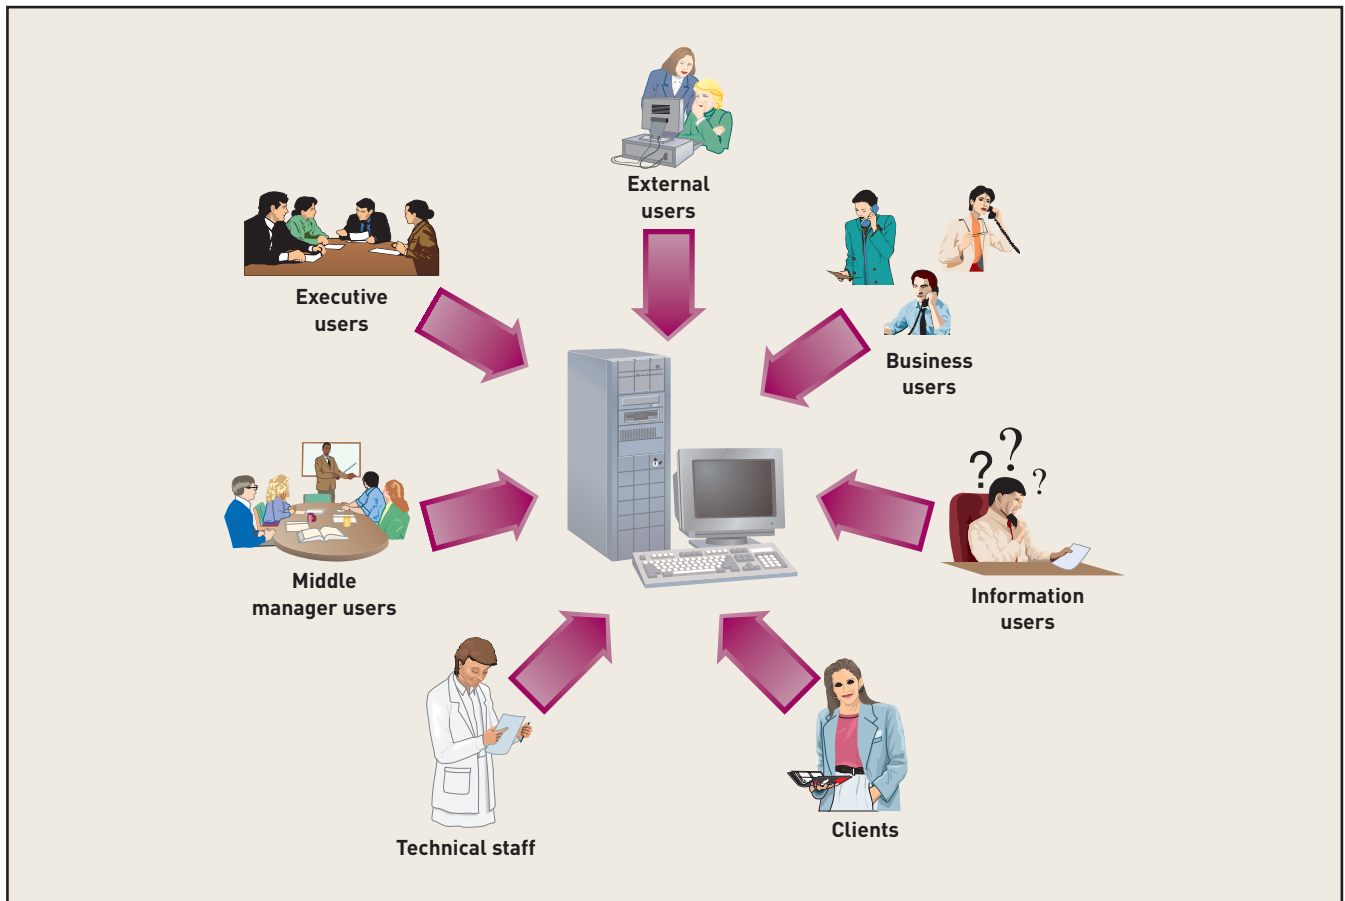 External
users
Executive
users
Business
users
Middle
manager users
Information
users
Technical staff
Clients
? ? ?